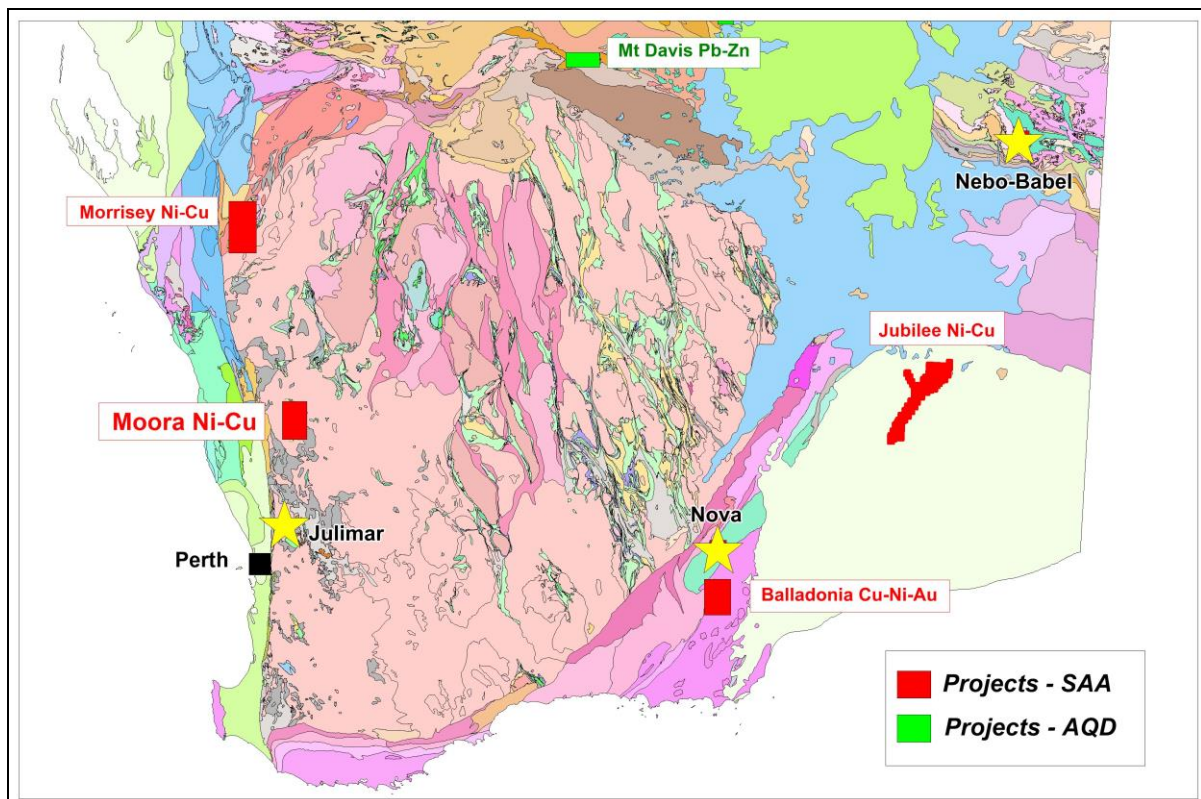 Mt Davis Pb-Zn
Nebo-Babel
Morrisey Ni-Cu
Jubilee Ni-Cu
Moora Ni-Cu
Nova
Julimar
Perth
Balladonia Cu-Ni-Au
Projects - SAA
Projects - AQD